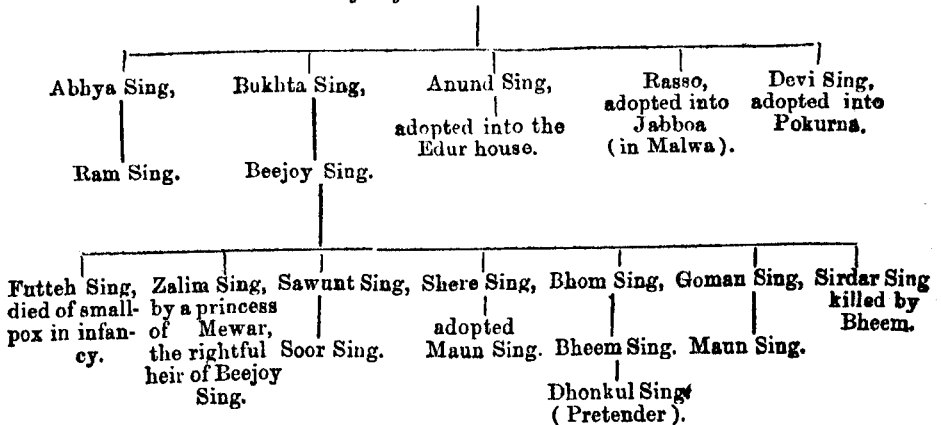 Abhya Sing, Bukhta Sing, Anund Sing, Rasso, Devi Sing,
adopted into the Edur house.
adopted into Jabboa (in Malwa).
adopted into Pokurna.
Ram Sing. Beejoy Sing.
Futteh Sing, Zalim Sing, Sawunt Sing, Shere Sing, Bhom Sing, Goman Sing, Sirdar Sing
died of small-
pox in infan-
cy.
by a princess
of Mewar,
the rightful
heir of Beejoy
Sing.
Soor Sing.
adopted
Maun Sing.
Bheem Sing.
Maun Sing.
killed by
Bheem.
Dhonkul Sing
(Pretender).